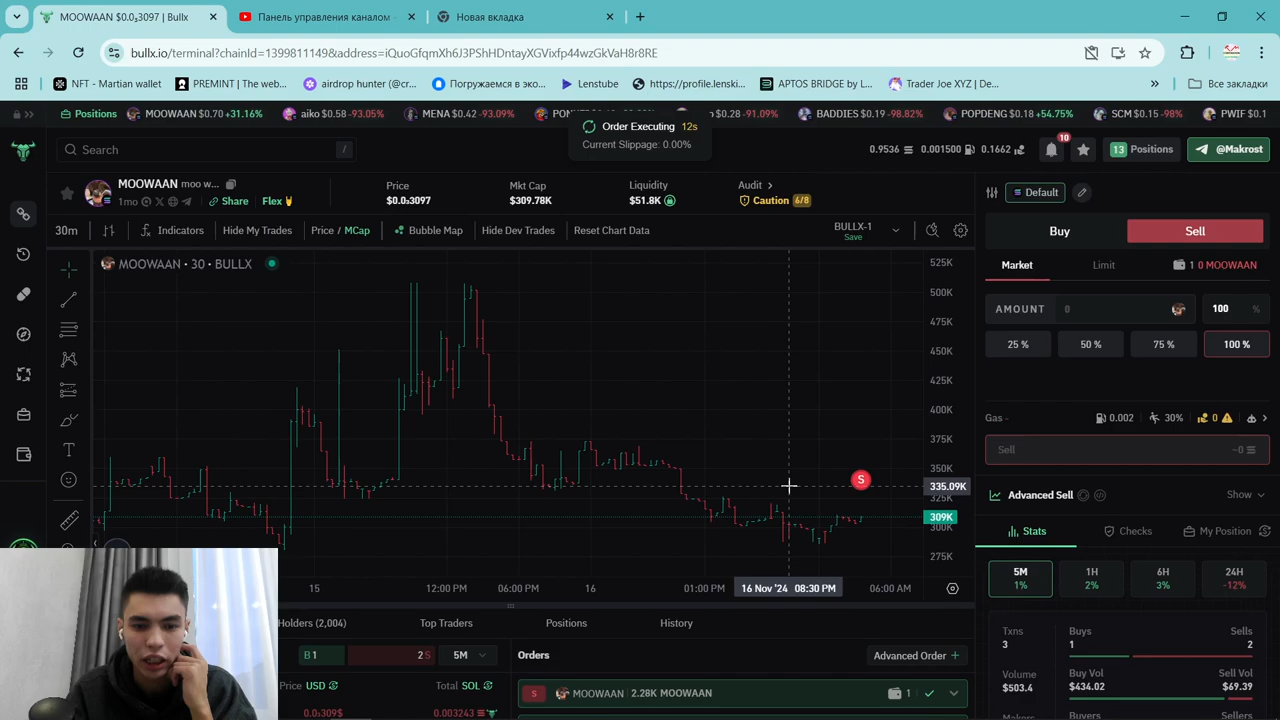 MOOWAAN $0.0₃3097 | Bullx
Панель управления каналом -
Новая вкладка
bullx.io/terminal?chainId=1399811149&address=iQuoGfqmXh6J3PShHDntayXGVixfp44wzGkVaH8r8RE
NFT - Martian wallet
PREMINT | The web...
airdrop hunter (@cr...
Погружаемся в эко...
Lenstube
https://profile.lenski...
APTOS BRIDGE by L...
Trader Joe XYZ | De...
»
Все закладки
Positions
MOOWAAN $0.70 +31.16%
aiko $0.58 -93.05%
MENA $0.42 -93.09%
$0.28 -91.09%
BADDIES $0.19 -98.82%
POPDENG $0.18 +54.75%
SCM $0.15 -98%
PWIF $0.1
Order Executing 12s
Current Slippage: 0.00%
Search /
0.9536
0.001500
0.1662
10
13 Positions
@Makrost
MOOWAAN moo w...
1mo
Share
Flex
Price
$0.0₃3097
Mkt Cap
$309.78K
Liquidity
$51.8K
Audit
Caution 6/8
Default
30m
Indicators
Hide My Trades
Price / MCap
Bubble Map
Hide Dev Trades
Reset Chart Data
BULLX-1
Save
Buy
Sell
MOOWAAN · 30 · BULLX
Market
Limit
1 0 MOOWAAN
AMOUNT 0
100 %
25 %
50 %
75 %
100 %
Gas -
0.002
30%
0
Sell
~0
Advanced Sell
Show
Stats
Checks
My Position
5M
1%
1H
2%
6H
3%
24H
-12%
Txns
3
Buys
1
Sells
2
Volume
$503.4
Buy Vol
$434.02
Sell Vol
$69.39
Makers
Buyers
Sellers
525K
500K
475K
450K
425K
400K
375K
350K
335.09K
325K
309K
300K
275K
S
15
12:00 PM
06:00 PM
16
01:00 PM
16 Nov '24 08:30 PM
06:00 AM
Holders (2,004)
Top Traders
Positions
History
B 1
2 S
5M
Orders
Advanced Order +
Price USD
Total SOL
S
MOOWAAN | 2.28K MOOWAAN
1
$0.0₃309
0.003243